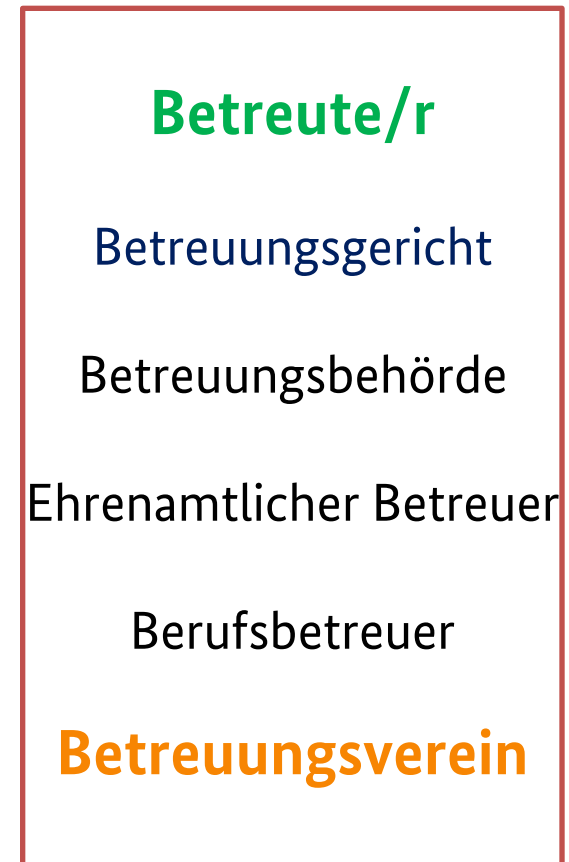 Betreute/r
Betreuungsgericht
Betreuungsbehörde
Ehrenamtlicher Betreuer
Berufsbetreuer
Betreuungsverein